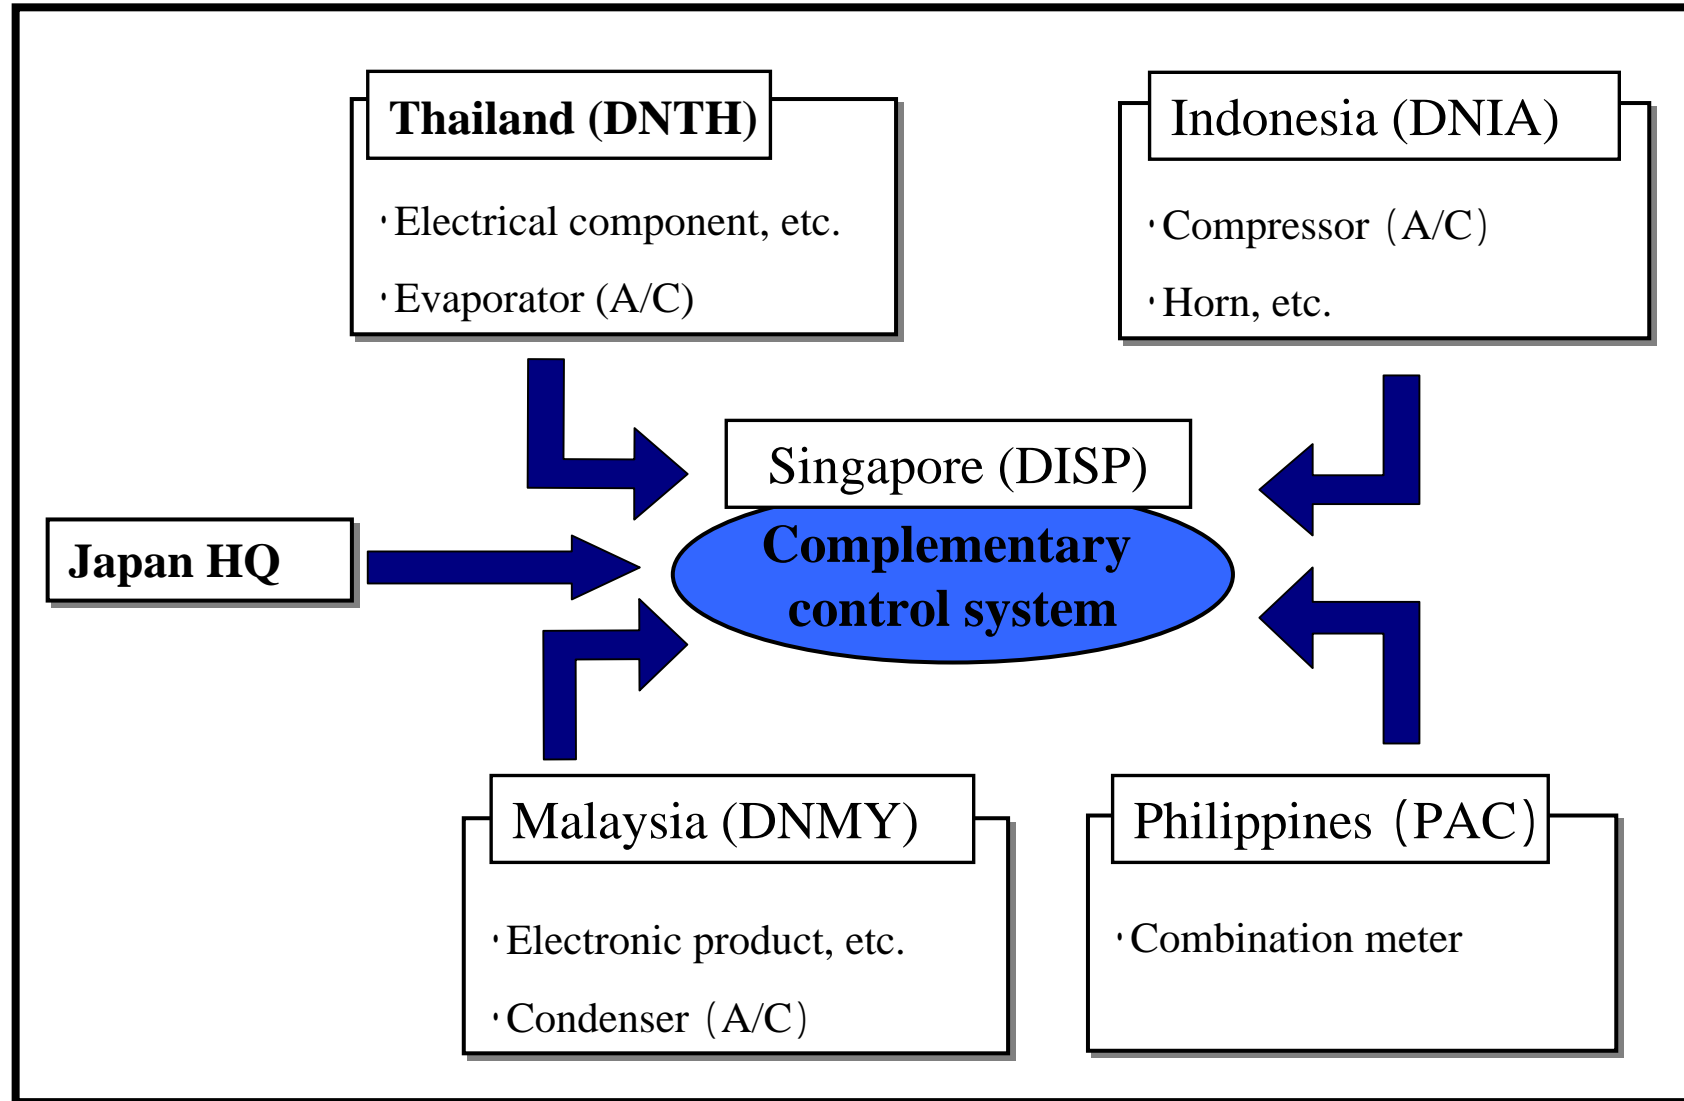 Thailand (DNTH)
·Electrical component, etc.
·Evaporator (A/C)
Indonesia (DNIA)
·Compressor (A/C)
·Horn, etc.
Singapore (DISP)
Complementary
control system
Japan HQ
Malaysia (DNMY)
·Electronic product, etc.
·Condenser (A/C)
Philippines (PAC)
·Combination meter